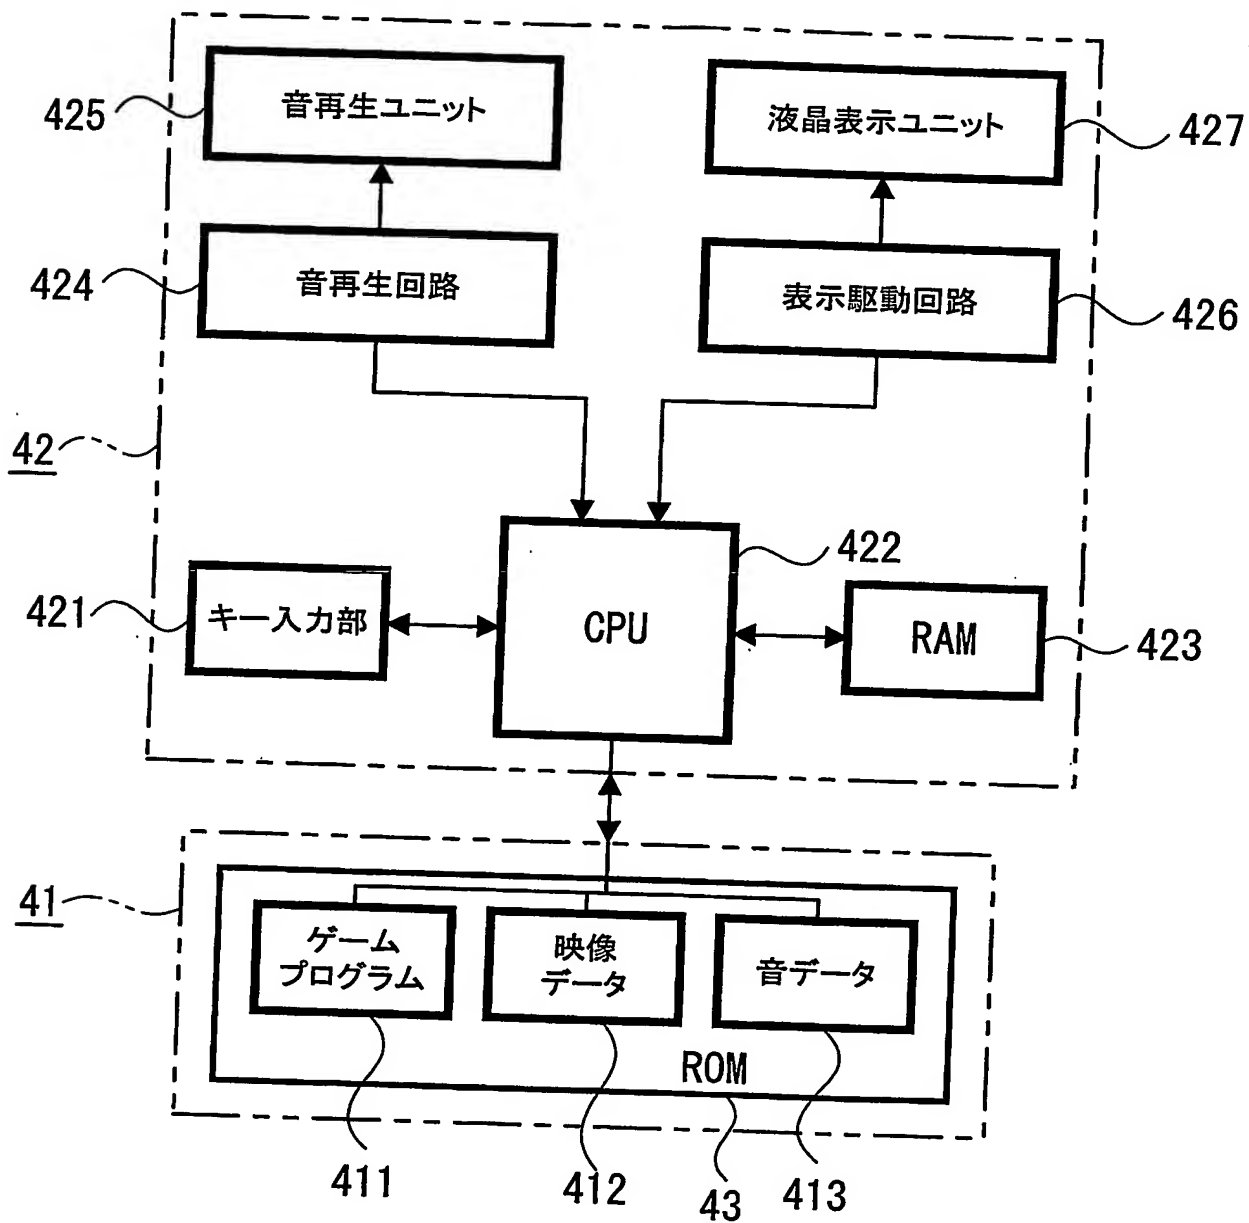 音再生ユニット
425
液晶表示ユニット
427
音再生回路
424
表示駆動回路
426
42
422
キー入力部
421
CPU
RAM
423
41
ゲーム
プログラム
映像
データ
音データ
ROM
411
412
43
413